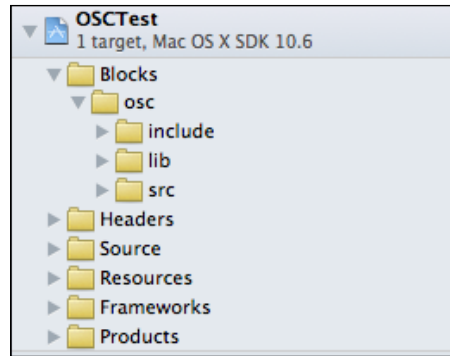 OSCTest
1 target, Mac OS X SDK 10.6
Blocks
osc
include
lib
src
Headers
Source
Resources
Frameworks
Products